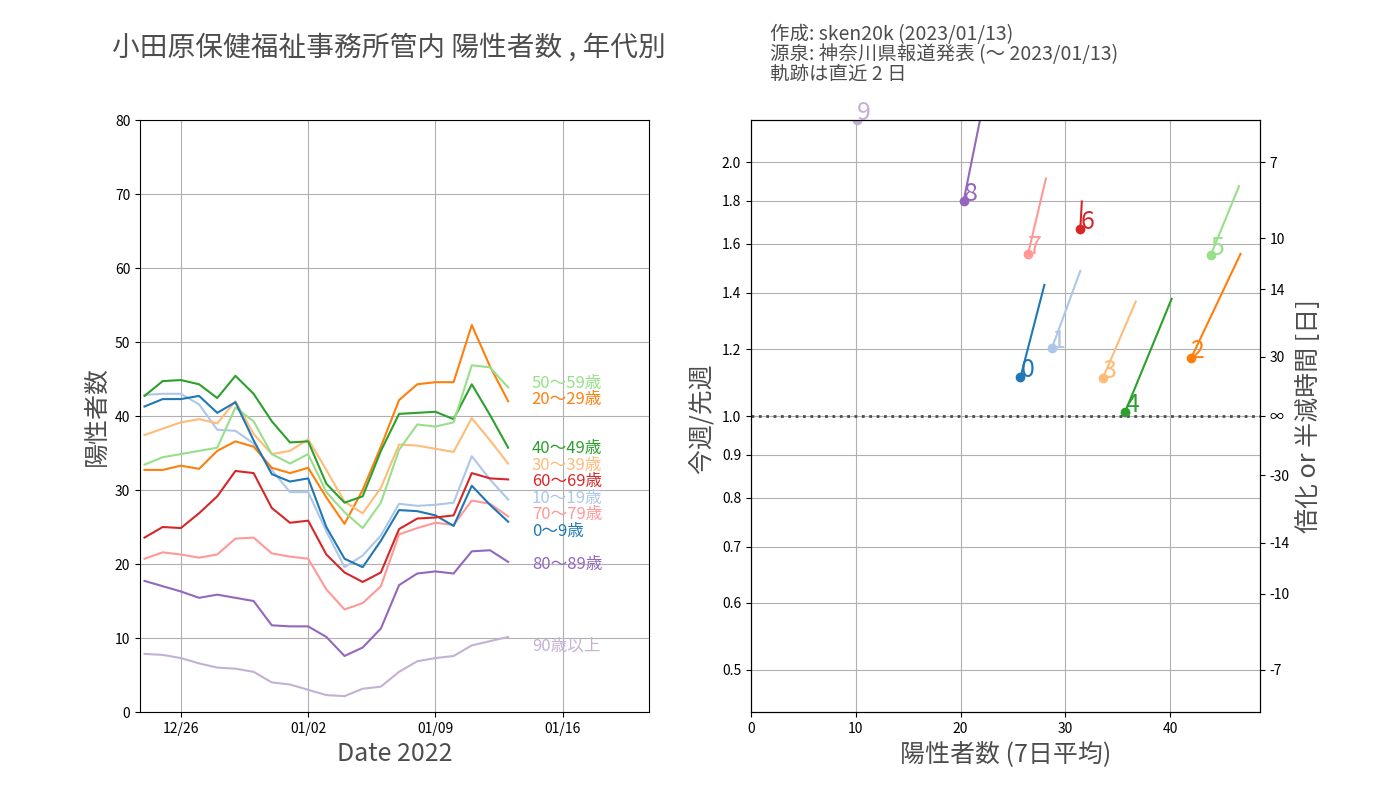 小田原保健福祉事務所管内 陽性者数 , 年代別
作成: sken20k (2023/01/13)
源泉: 神奈川県報道発表 (〜 2023/01/13)
軌跡は直近 2 日
陽性者数
80
70
60
50
40
30
20
10
0
50〜59歳
20〜29歳
40〜49歳
30〜39歳
60〜69歳
10〜19歳
70〜79歳
0〜9歳
80〜89歳
90歳以上
12/26
01/02
01/09
01/16
Date 2022
今週/先週
2.0
1.8
1.6
1.4
1.2
1.0
0.9
0.8
0.7
0.6
0.5
9
8
7
6
5
0
1
3
4
2
7
10
14
30
∞
-30
-14
-10
-7
倍化 or 半減時間 [日]
0
10
20
30
40
陽性者数 (7日平均)